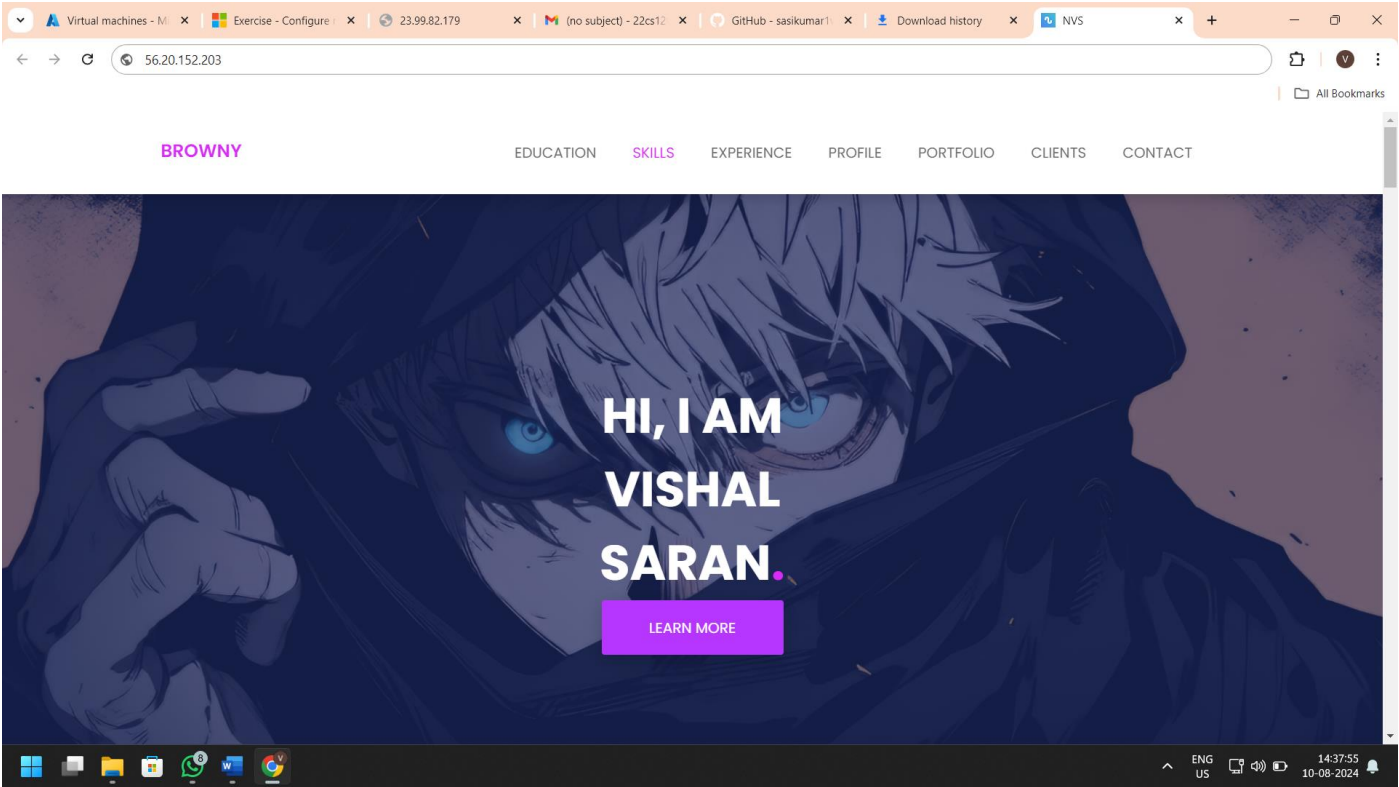 Virtual machines - Mi
Exercise - Configure
23.99.82.179
(no subject) - 22cs12
GitHub - sasikumar1
Download history
NVS
56.20.152.203
V
All Bookmarks
BROWNY
EDUCATION
SKILLS
EXPERIENCE
PROFILE
PORTFOLIO
CLIENTS
CONTACT
HI, I AM
VISHAL
SARAN.
LEARN MORE
8
W
V
ENG
US
14:37:55
10-08-2024